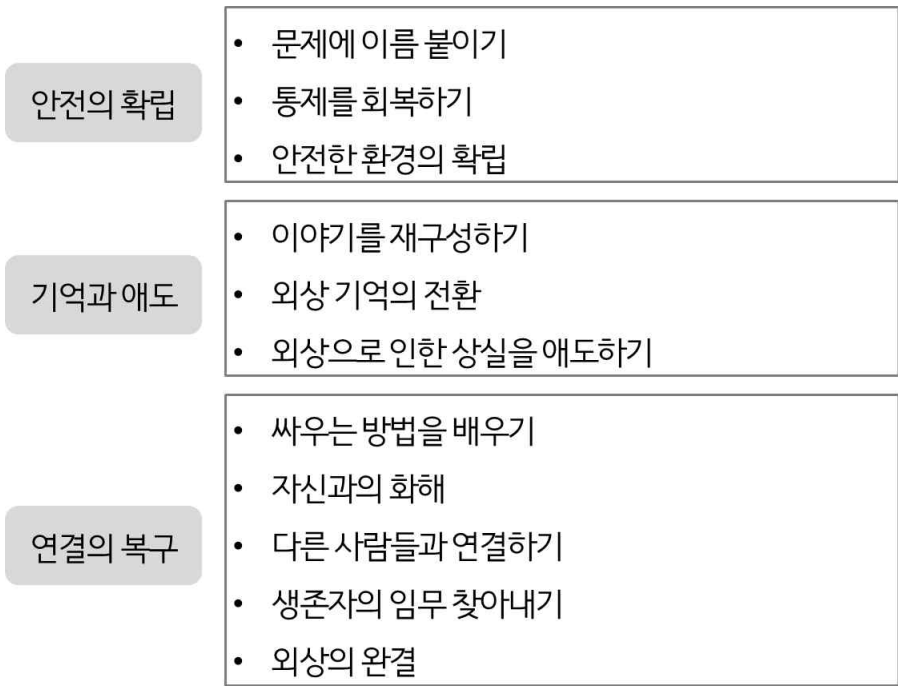 안전의 확립
• 문제에 이름 붙이기
• 통제를 회복하기
• 안전한 환경의 확립
기억과 애도
• 이야기를 재구성하기
• 외상 기억의 전환
• 외상으로 인한 상실을 애도하기
연결의 복구
• 싸우는 방법을 배우기
• 자신과의 화해
• 다른 사람들과 연결하기
• 생존자의 임무 찾아내기
• 외상의 완결